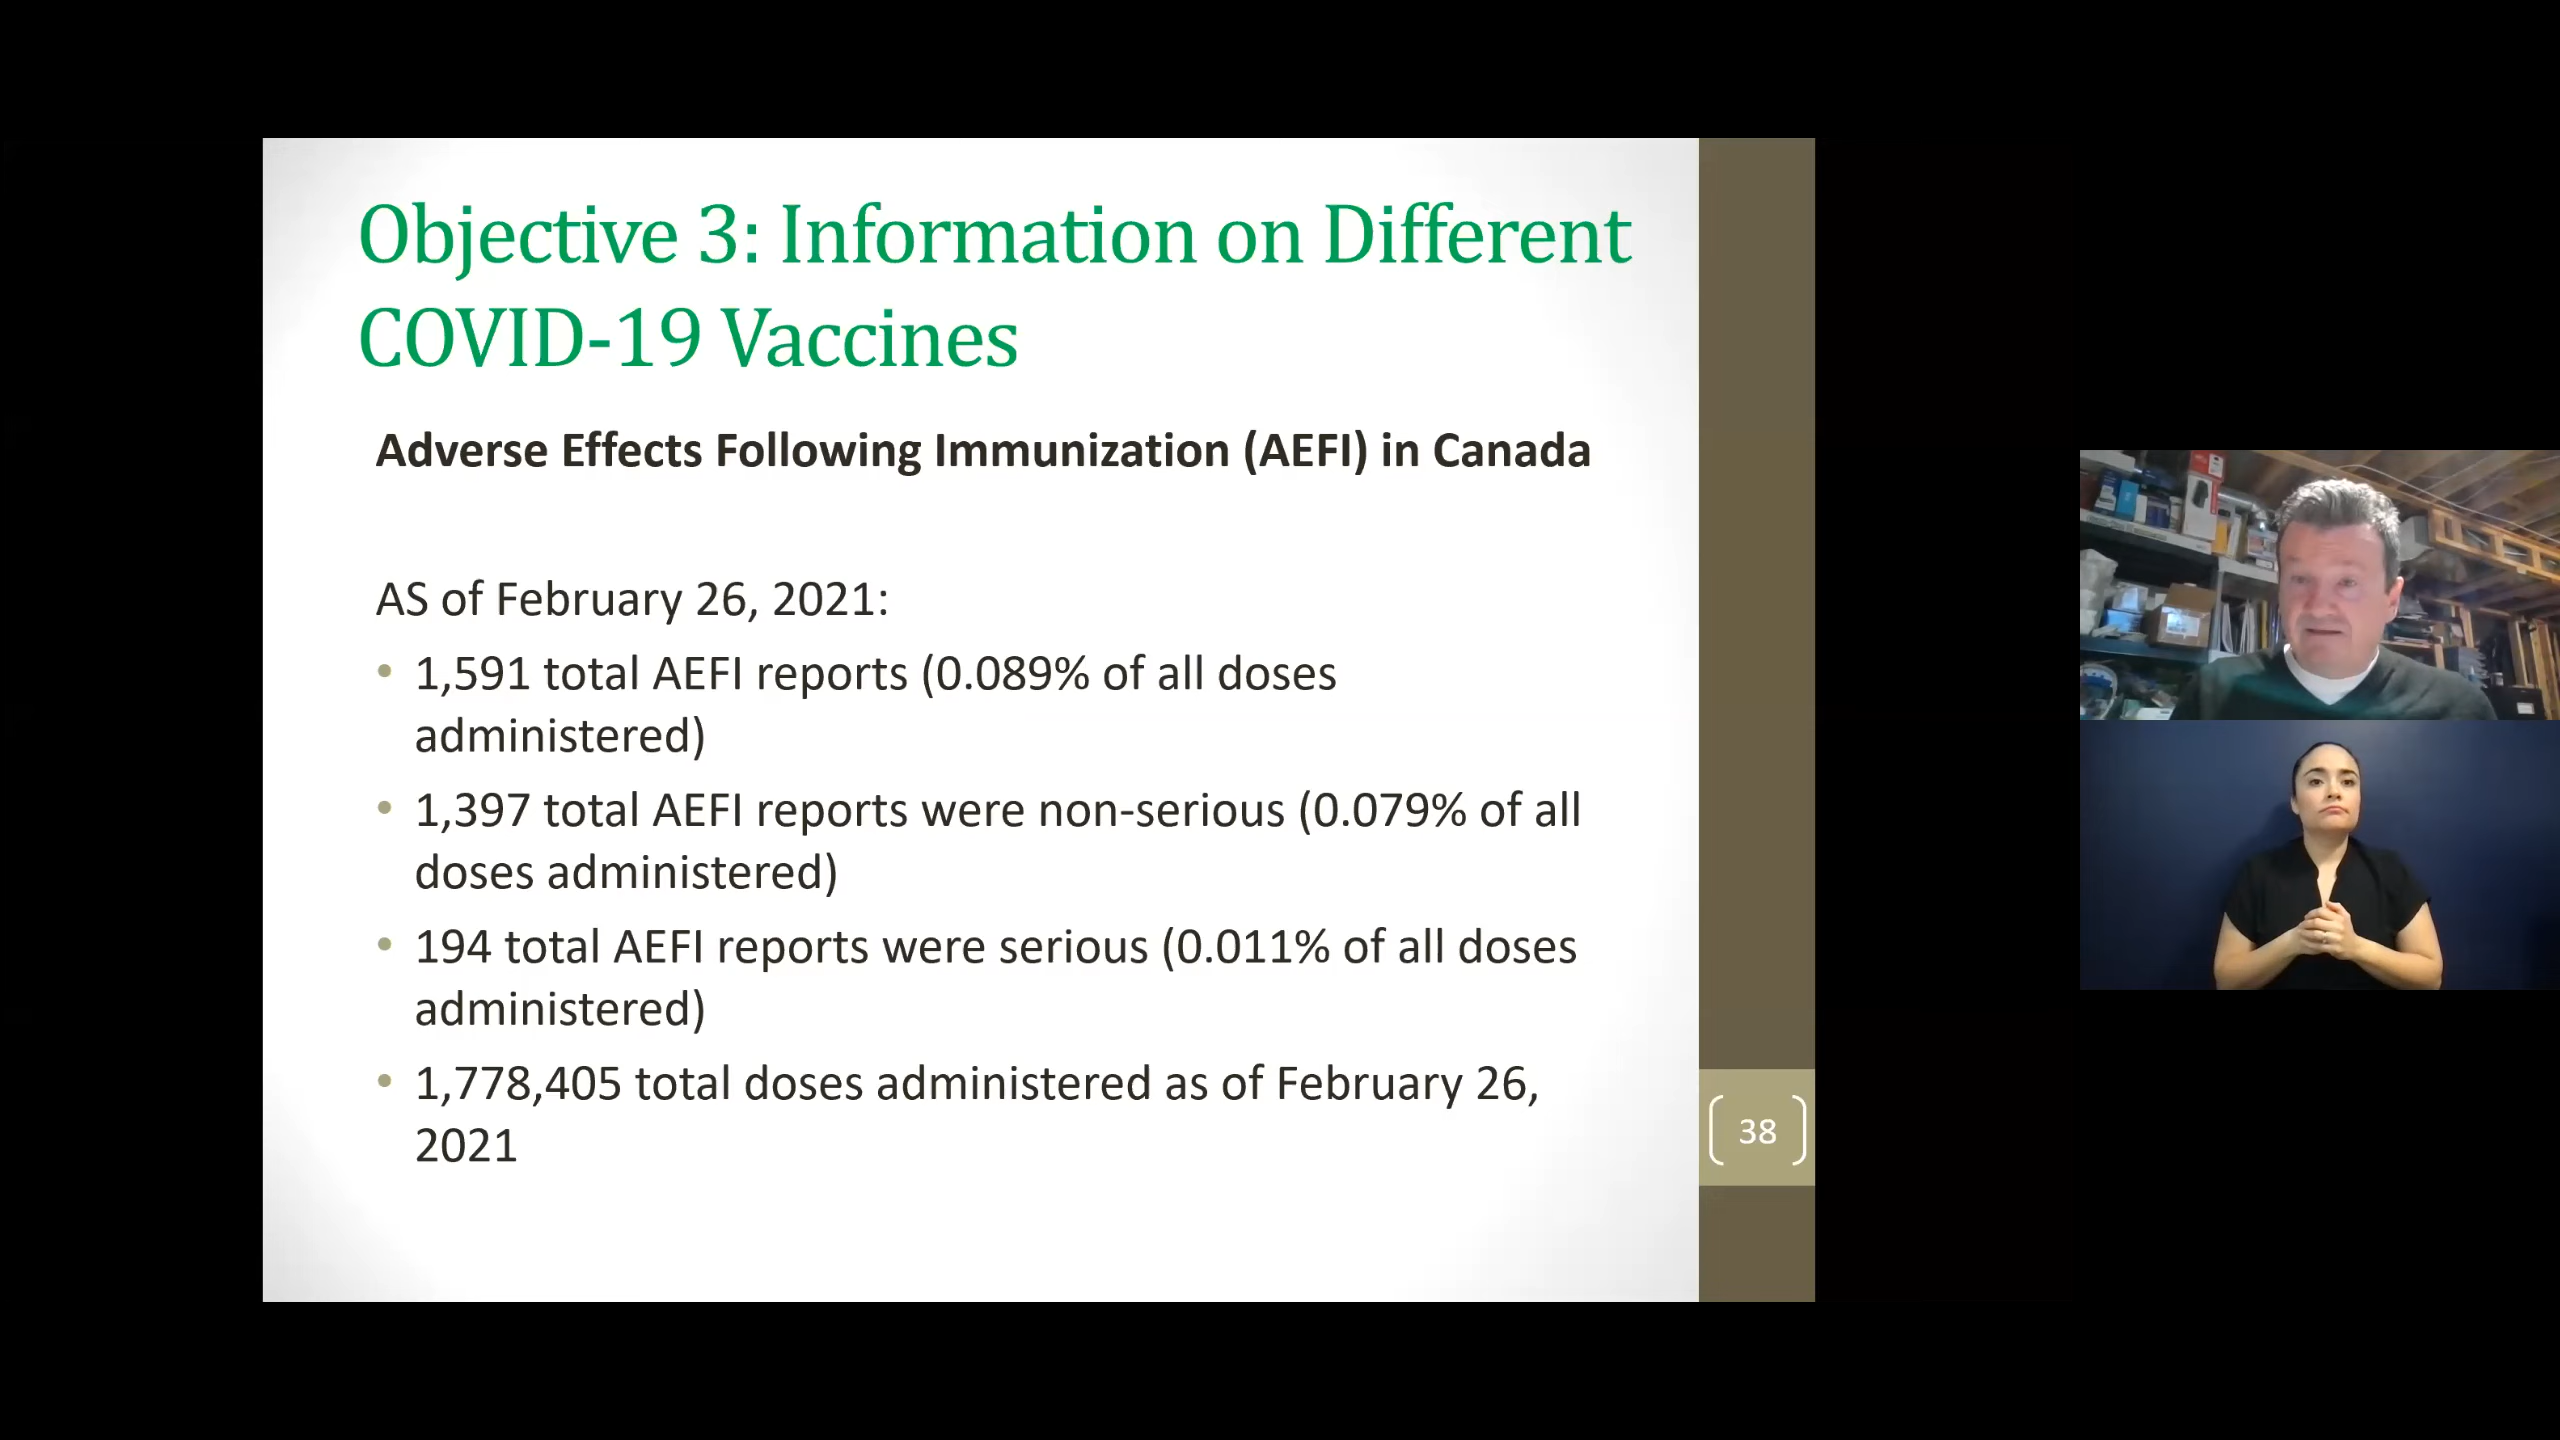 Objective 3: Information on Different
COVID-19 Vaccines
Adverse Effects Following Immunization (AEFI) in Canada
AS of February 26, 2021:
• 1,591 total AEFI reports (0.089% of all doses
administered)
• 1,397 total AEFI reports were non-serious (0.079% of all
doses administered)
• 194 total AEFI reports were serious (0.011% of all doses
administered)
• 1,778,405 total doses administered as of February 26,
2021
38